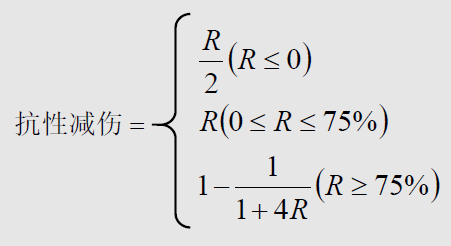 抗性减伤 = { R/2 (R ≤ 0)
R(0 ≤ R ≤ 75%)
1 - 1/(1 + 4R) (R ≥ 75%)